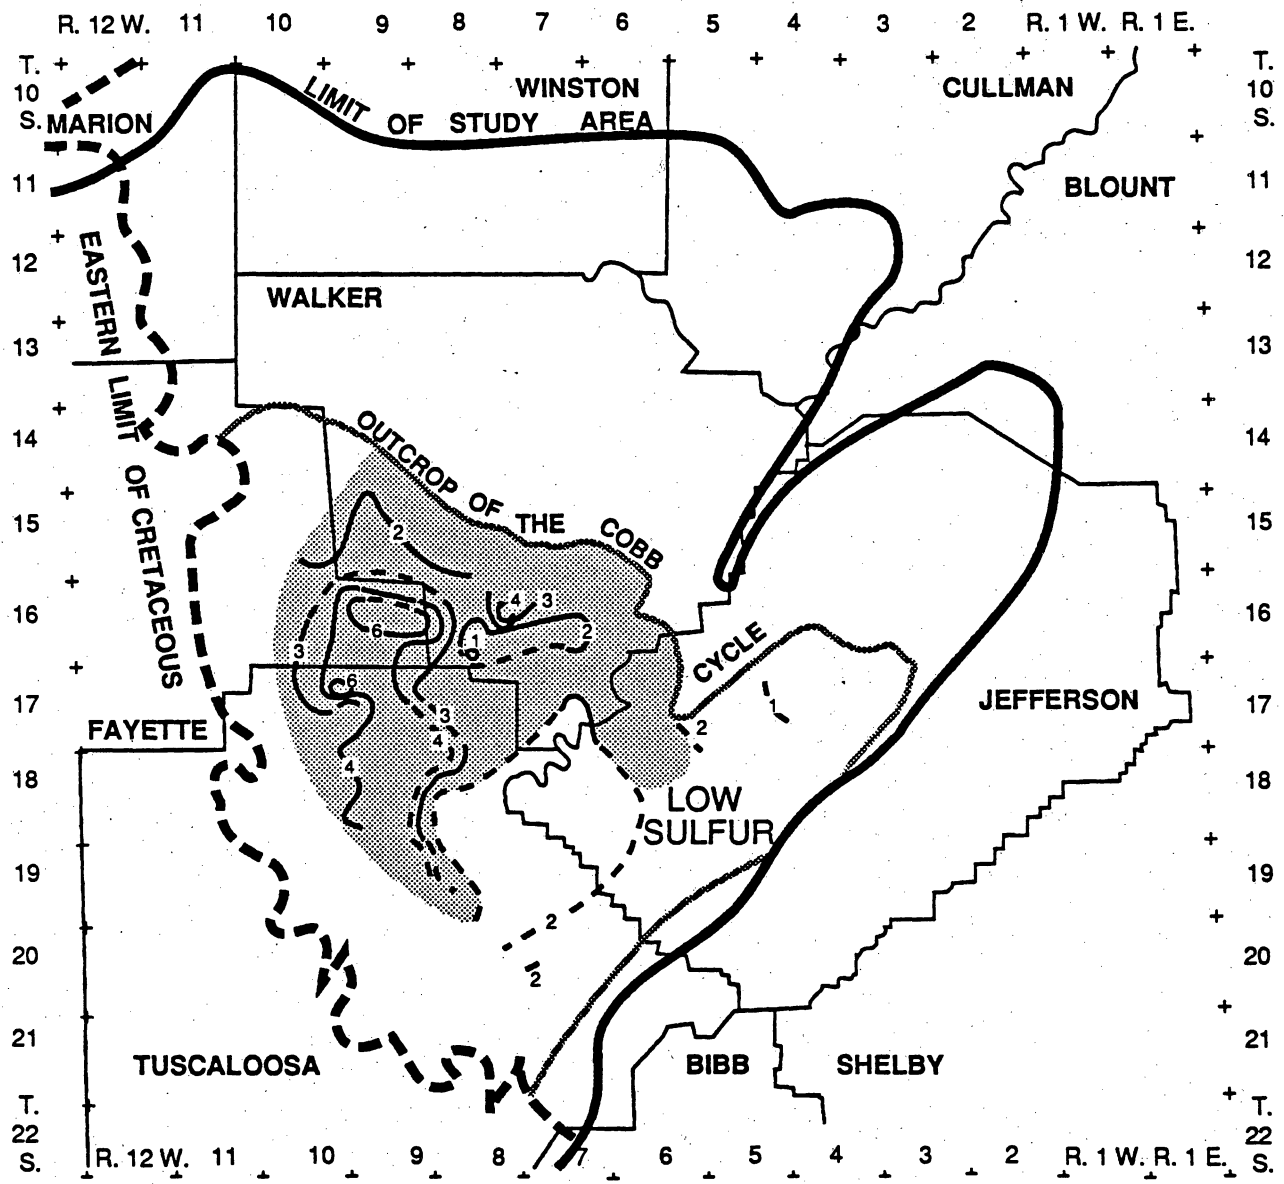 R. 12 W. 11 10 9 8 7 6 5 4 3 2 R. 1 W. R. 1 E.
T.
10
S.
T.
10
S.
MARION
WINSTON
CULLMAN
LIMIT OF STUDY AREA
BLOUNT
11
11
12
12
EASTERN LIMIT OF CRETACEOUS
WALKER
13
13
14
14
OUTCROP OF THE COBB CYCLE
15
15
2
16
16
4
3
6
1
2
3
6
17
17
JEFFERSON
1
3
2
4
FAYETTE
4
18
18
LOW
SULFUR
19
19
2
20
20
2
21
21
TUSCALOOSA
BIBB
SHELBY
T.
22
S.
T.
22
S.
R. 12 W. 11 10 9 8 7 6 5 4 3 2 R. 1 W. R. 1 E.